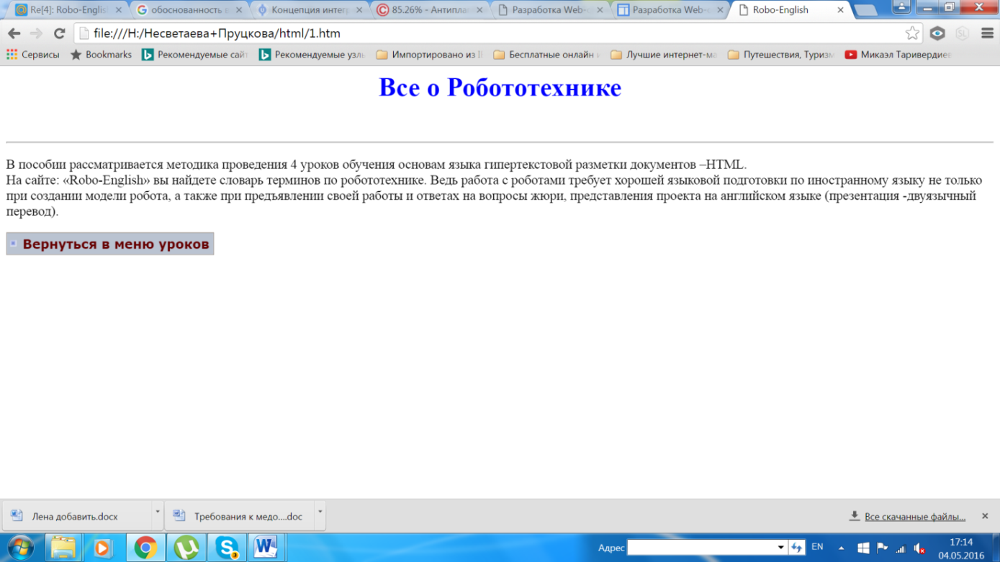 Re[4]: Robo-Englis
обоснованность
Концепция интег
85.26% - Антипла
Разработка Web-
Разработка Web-
Robo-English
file:///H:/Несветаева+Пруцкова/html/1.htm
Сервисы
Bookmarks
Рекомендуемые сай
Рекомендуемые узл
Импортировано из
Бесплатные онлайн
Лучшие интернет-ма
Путешествия, Туризм
Микаэл Таривердиев
Все о Робототехнике
В пособии рассматривается методика проведения 4 уроков обучения основам языка гипертекстовой разметки документов –HTML.
На сайте: «Robo-English» вы найдете словарь терминов по робототехнике. Ведь работа с роботами требует хорошей языковой подготовки по иностранному языку не только
при создании модели робота, а также при предъявлении своей работы и ответах на вопросы жюри, представления проекта на английском языке (презентация -двуязычный
перевод).
Вернуться в меню уроков
Лена добавить.docx
Требования к медо....doc
Все скачанные файлы...
Адрес
EN
17:14
04.05.2016